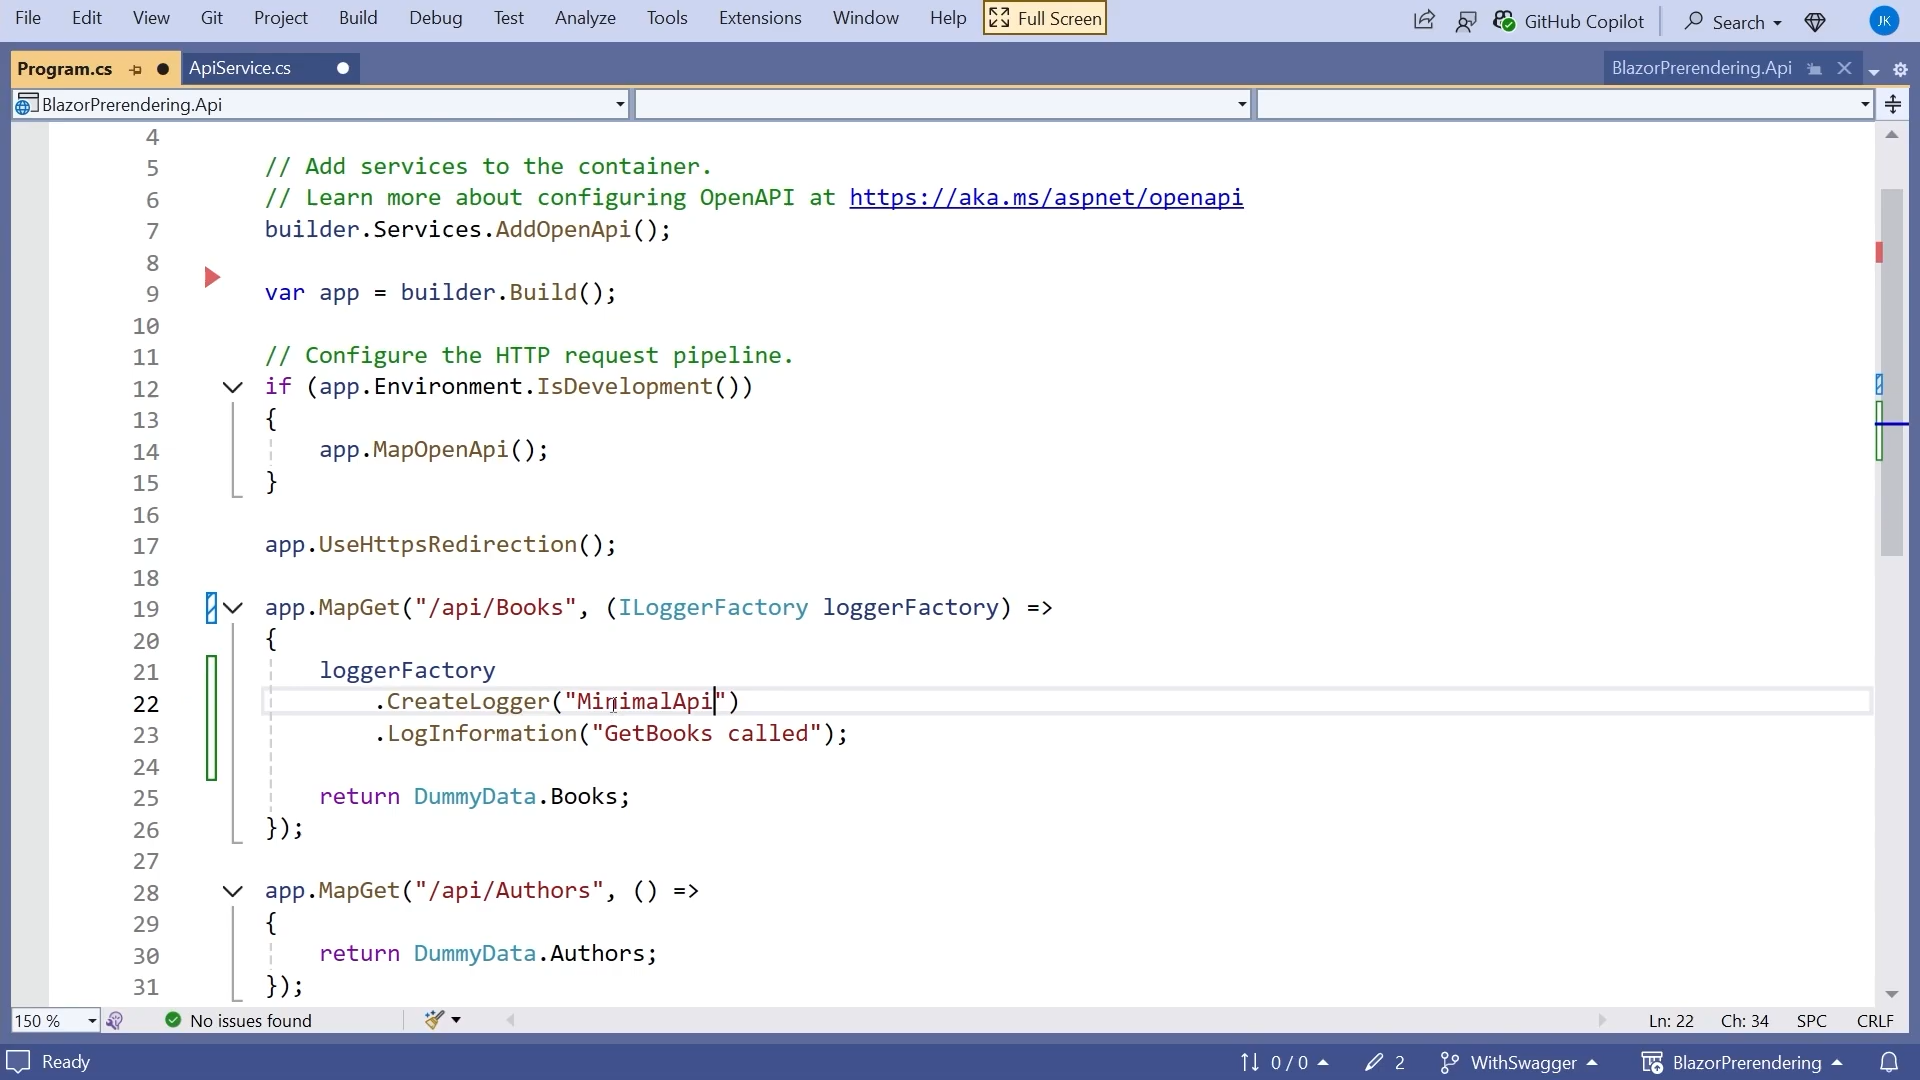 File Edit View Git Project Build Debug Test Analyze Tools Extensions Window Help Full Screen GitHub Copilot Search JK
Program.cs ApiService.cs BlazorPrerendering.Api
BlazorPrerendering.Api
4
5 // Add services to the container.
6 // Learn more about configuring OpenAPI at https://aka.ms/aspnet/openapi
7 builder.Services.AddOpenApi();
8
9 var app = builder.Build();
10
11 // Configure the HTTP request pipeline.
12 if (app.Environment.IsDevelopment())
13 {
14 app.MapOpenApi();
15 }
16
17 app.UseHttpsRedirection();
18
19 app.MapGet("/api/Books", (ILoggerFactory loggerFactory) =>
20 {
21 loggerFactory
22 .CreateLogger("MinimalApi")
23 .LogInformation("GetBooks called");
24
25 return DummyData.Books;
26 });
27
28 app.MapGet("/api/Authors", () =>
29 {
30 return DummyData.Authors;
31 });
150 % No issues found Ln: 22 Ch: 34 SPC CRLF
Ready 0 / 0 2 WithSwagger BlazorPrerendering